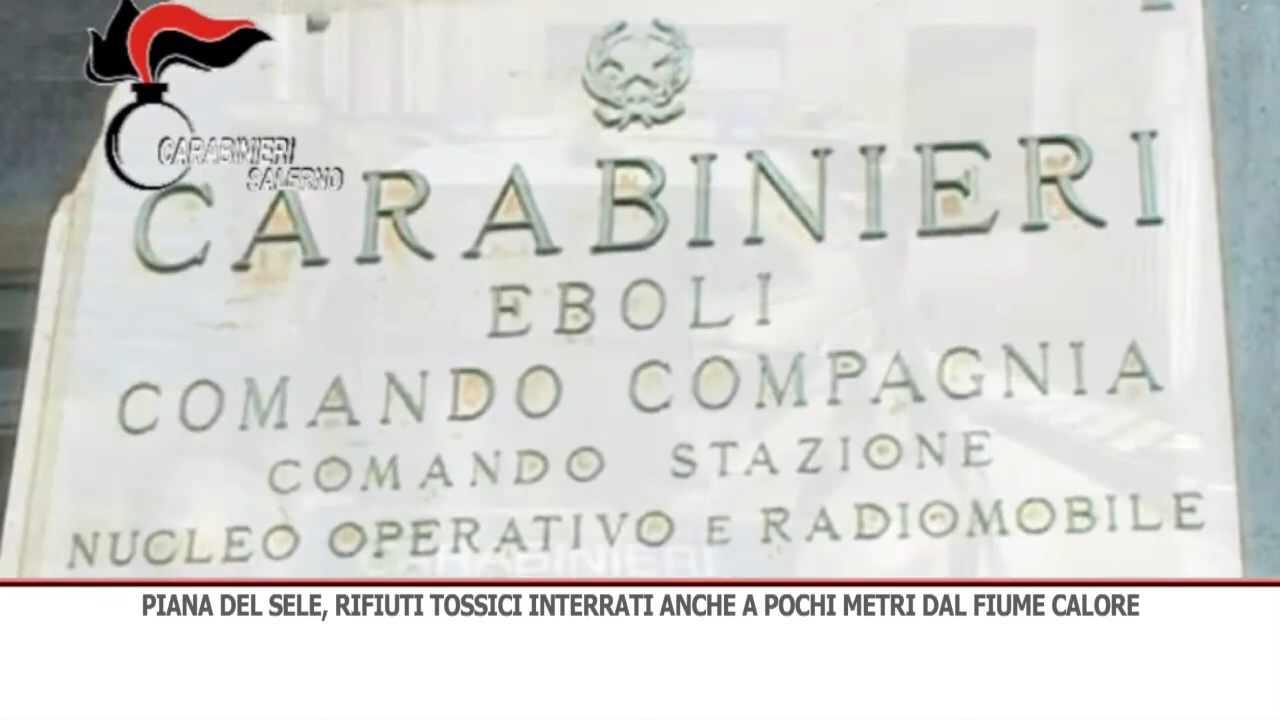 CARABINIERI
SALERNO
CARABINIERI
EBOLI
COMANDO COMPAGNIA
COMANDO STAZIONE
NUCLEO OPERATIVO E RADIOMOBILE
CARABINIERI
PIANA DEL SELE, RIFIUTI TOSSICI INTERRATI ANCHE A POCHI METRI DAL FIUME CALORE